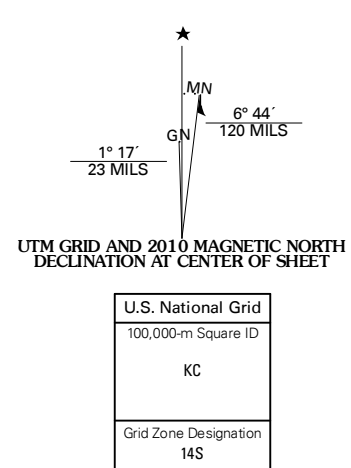 MN
GN
6° 44´
120 MILS
1° 17´
23 MILS
UTM GRID AND 2010 MAGNETIC NORTH
DECLINATION AT CENTER OF SHEET
U.S. National Grid
100,000-m Square ID
KC
Grid Zone Designation
14S